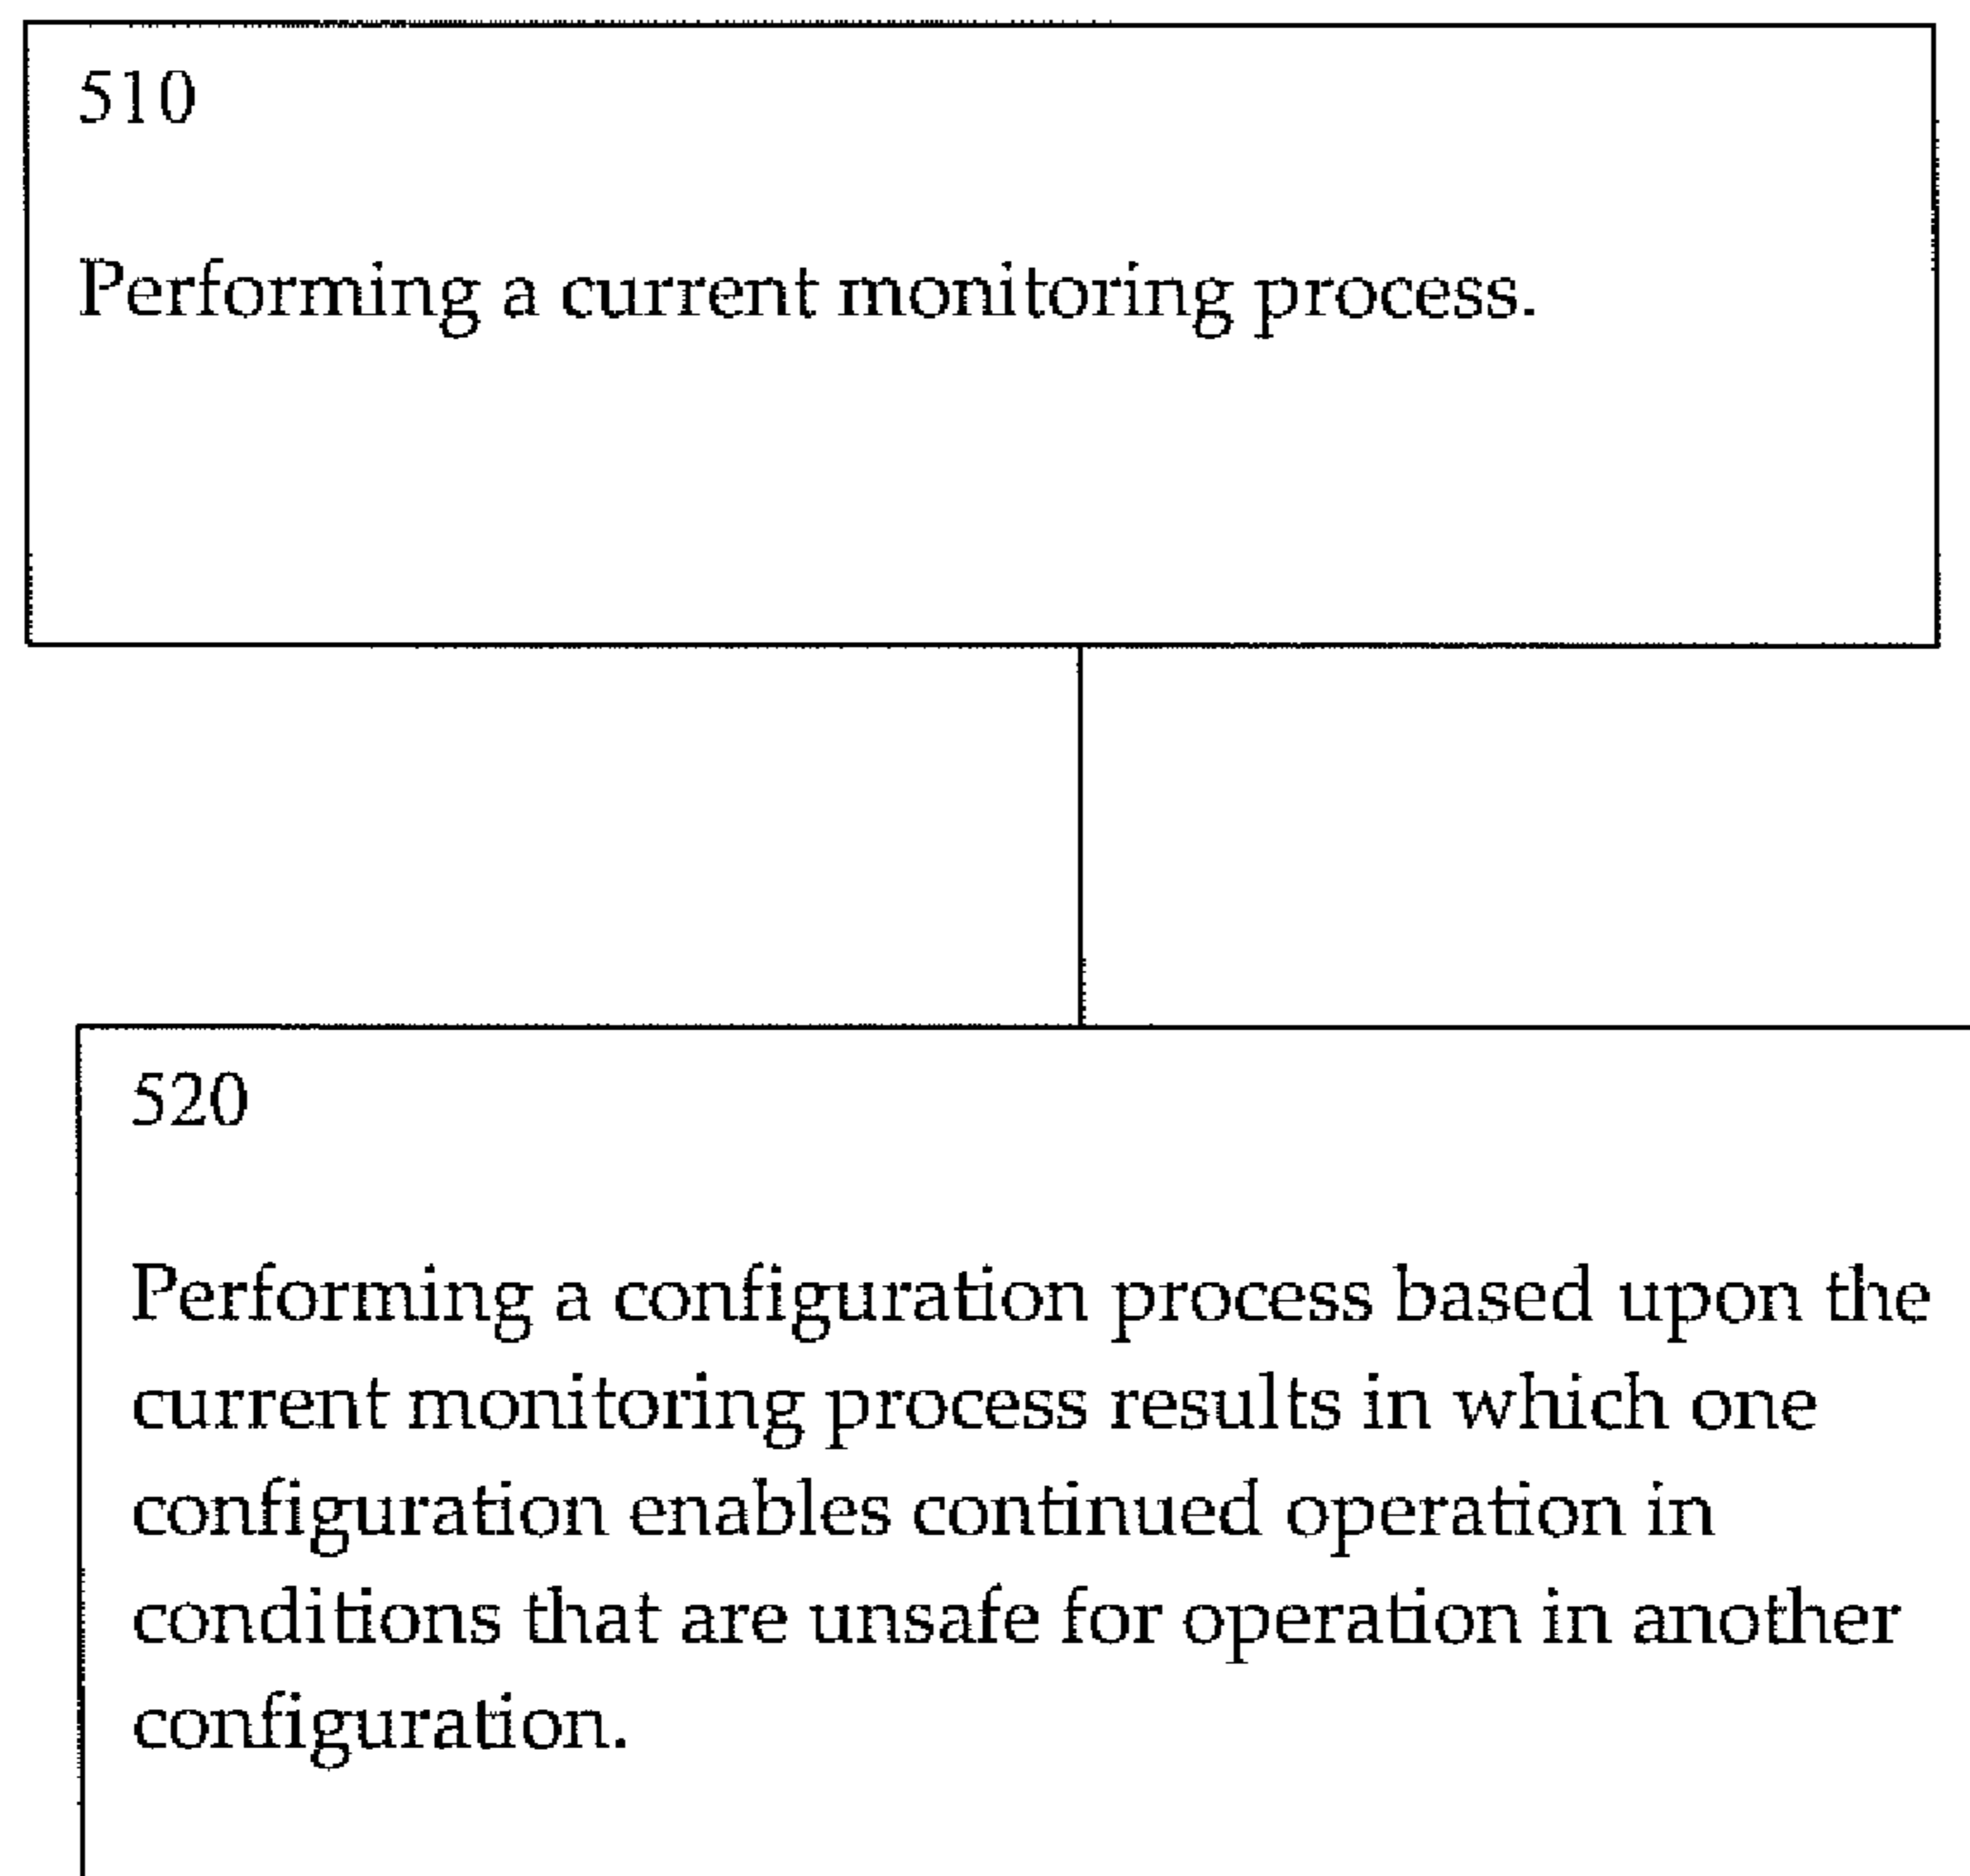 510
Performing a current monitoring process.
520
Performing a configuration process based upon the
current monitoring process results in which one
configuration enables continued operation in
conditions that are unsafe for operation in another
configuration.